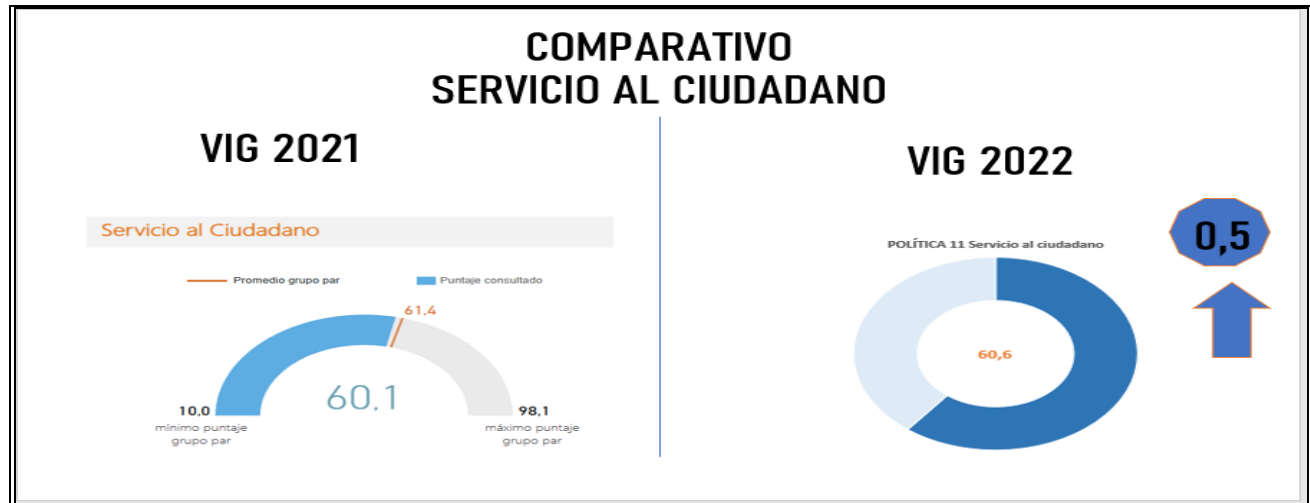 COMPARATIVO
SERVICIO AL CIUDADANO
VIG 2021
Servicio al Ciudadano
Promedio grupo par
Puntaje consultado
61,4
60,1
10,0
mínimo puntaje
grupo par
98,1
máximo puntaje
grupo par
VIG 2022
POLÍTICA 11 Servicio al ciudadano
60,6
0,5